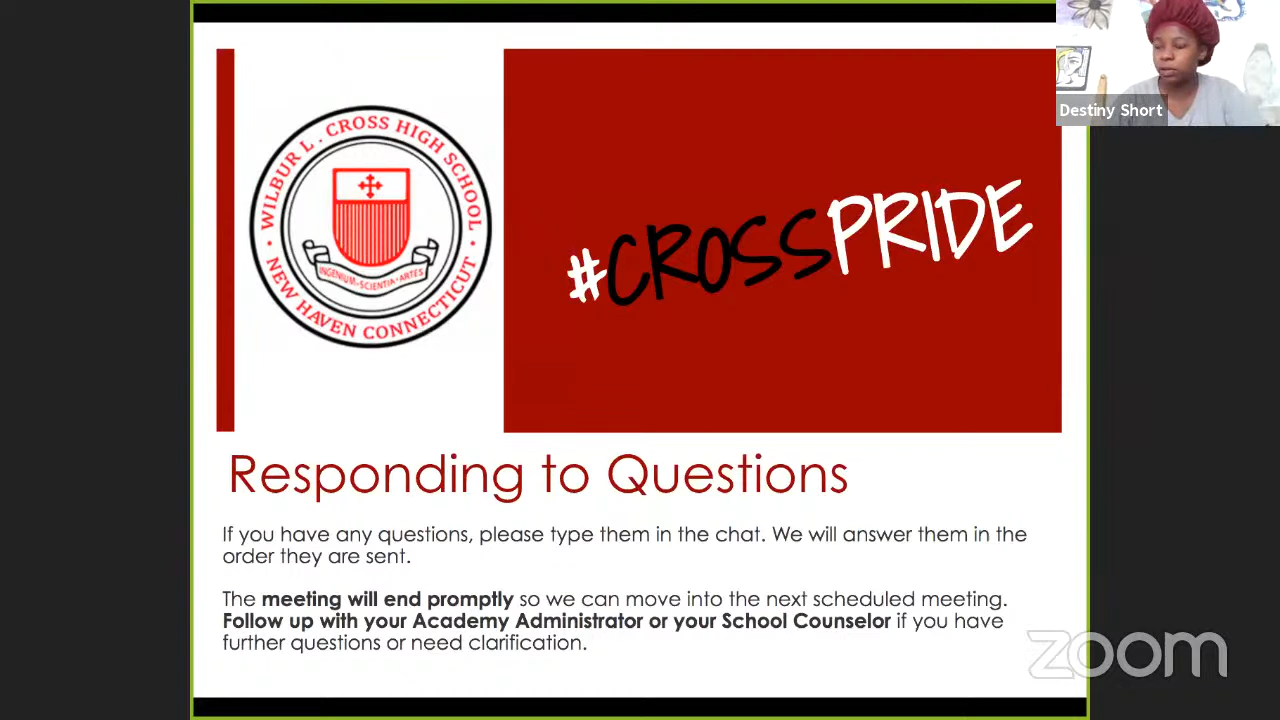 WILBUR L. CROSS HIGH SCHOOL
NEW HAVEN CONNECTICUT
INGENIUM-SCIENTIA-ARTES
#CROSSPRIDE
Destiny Short
Responding to Questions
If you have any questions, please type them in the chat. We will answer them in the
order they are sent.
The meeting will end promptly so we can move into the next scheduled meeting.
Follow up with your Academy Administrator or your School Counselor if you have
further questions or need clarification.
zoom